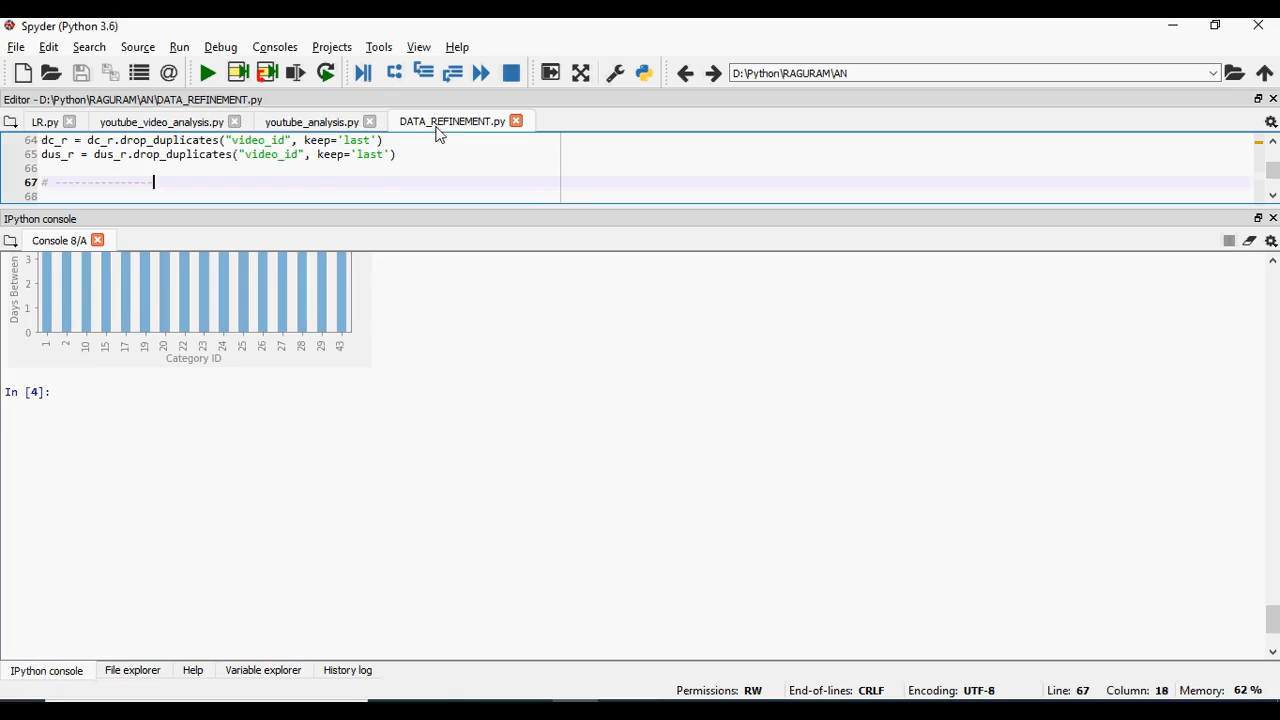 Spyder (Python 3.6)
File Edit Search Source Run Debug Consoles Projects Tools View Help
D:\Python\RAGURAM\AN
Editor - D:\Python\RAGURAM\AN\DATA_REFINEMENT.py
LR.py youtube_video_analysis.py youtube_analysis.py DATA_REFINEMENT.py
64 dc_r = dc_r.drop_duplicates("video_id", keep='last')
65 dus_r = dus_r.drop_duplicates("video_id", keep='last')
66
67 # ---------------
68
IPython console
Console 8/A
Days Between
3
2
1
0
1 2 10 15 17 19 20 22 23 24 25 26 27 28 29 43
Category ID
In [4]:
IPython console File explorer Help Variable explorer History log
Permissions: RW End-of-lines: CRLF Encoding: UTF-8 Line: 67 Column: 18 Memory: 62 %